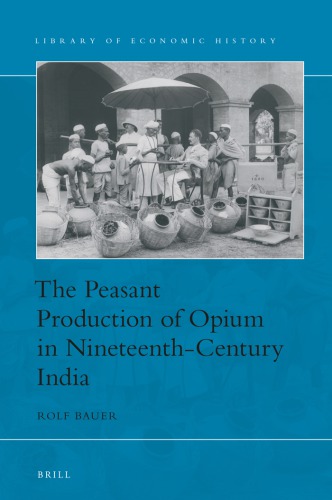 LIBRARY OF ECONOMIC HISTORY
The Peasant
Production of Opium
in Nineteenth-Century
India
ROLF BAUER
BRILL